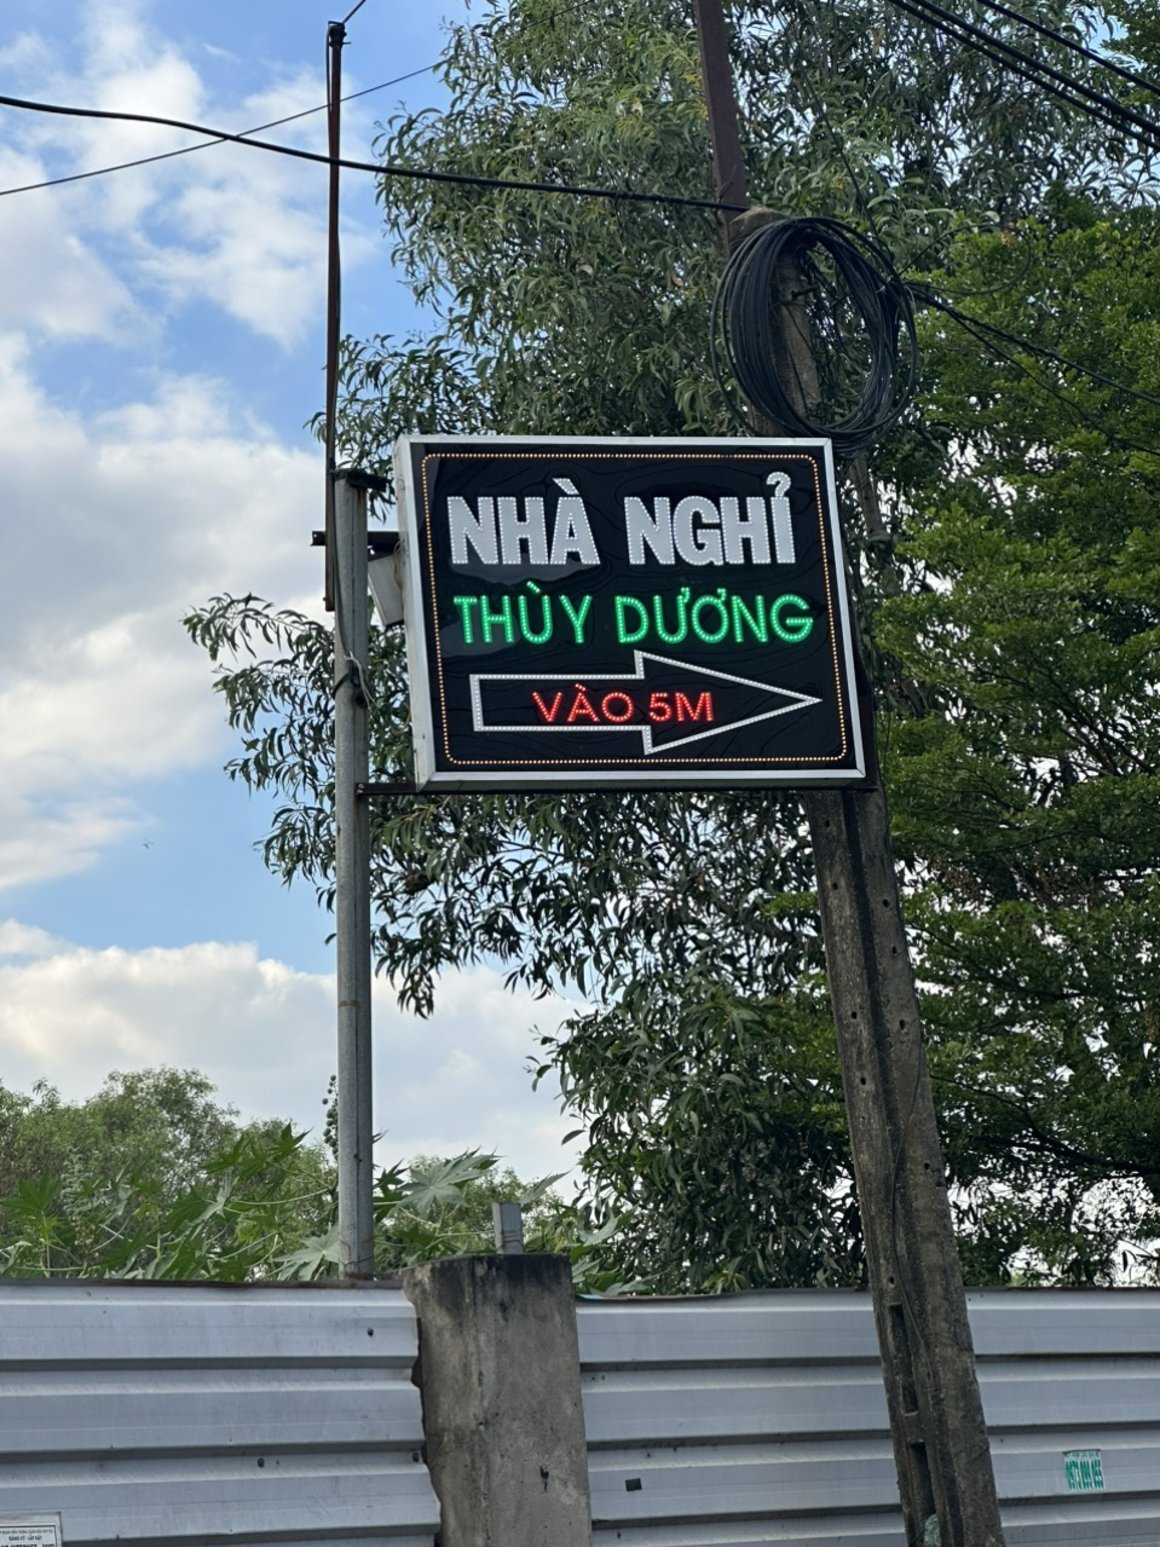 NHÀ NGHỈ
THÙY DƯƠNG
VÀO 5M